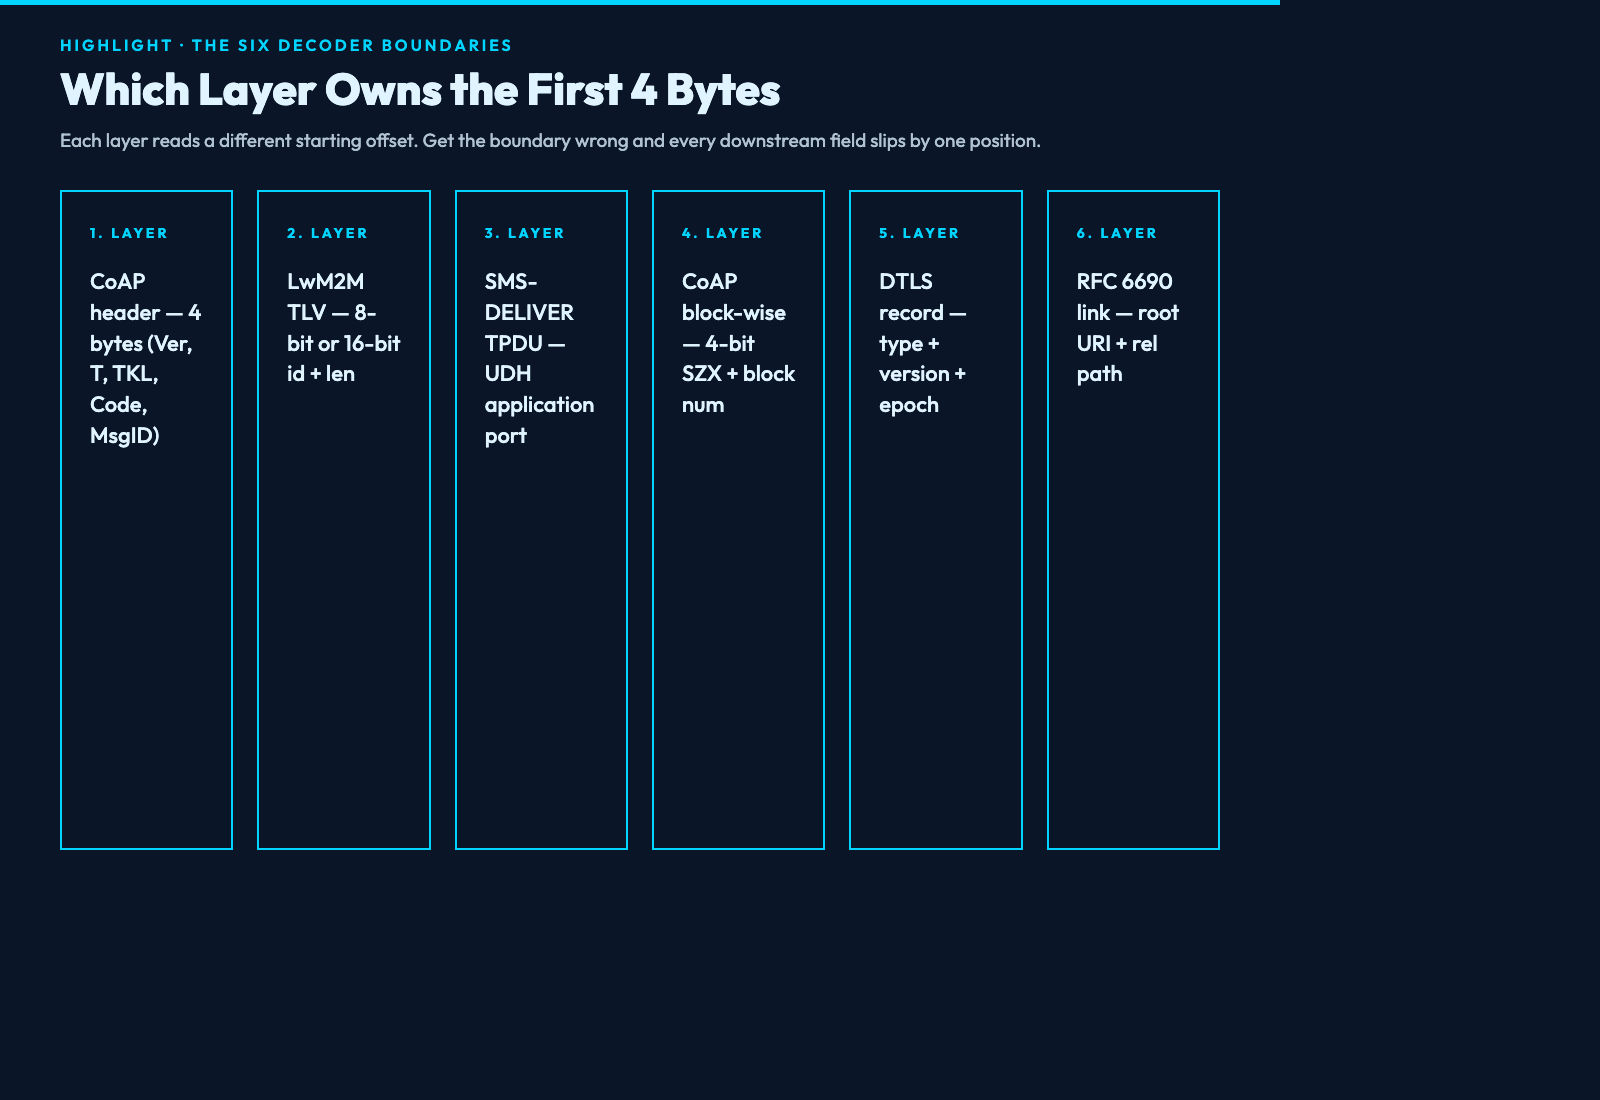 HIGHLIGHT · THE SIX DECODER BOUNDARIES
Which Layer Owns the First 4 Bytes
Each layer reads a different starting offset. Get the boundary wrong and every downstream field slips by one position.
1. LAYER
CoAP
header — 4
bytes (Ver,
T, TKL,
Code,
MsgID)
2. LAYER
LwM2M
TLV — 8-
bit or 16-bit
id + len
3. LAYER
SMS-
DELIVER
TPDU —
UDH
application
port
4. LAYER
CoAP
block-wise
— 4-bit
SZX + block
num
5. LAYER
DTLS
record —
type +
version +
epoch
6. LAYER
RFC 6690
link — root
URI + rel
path